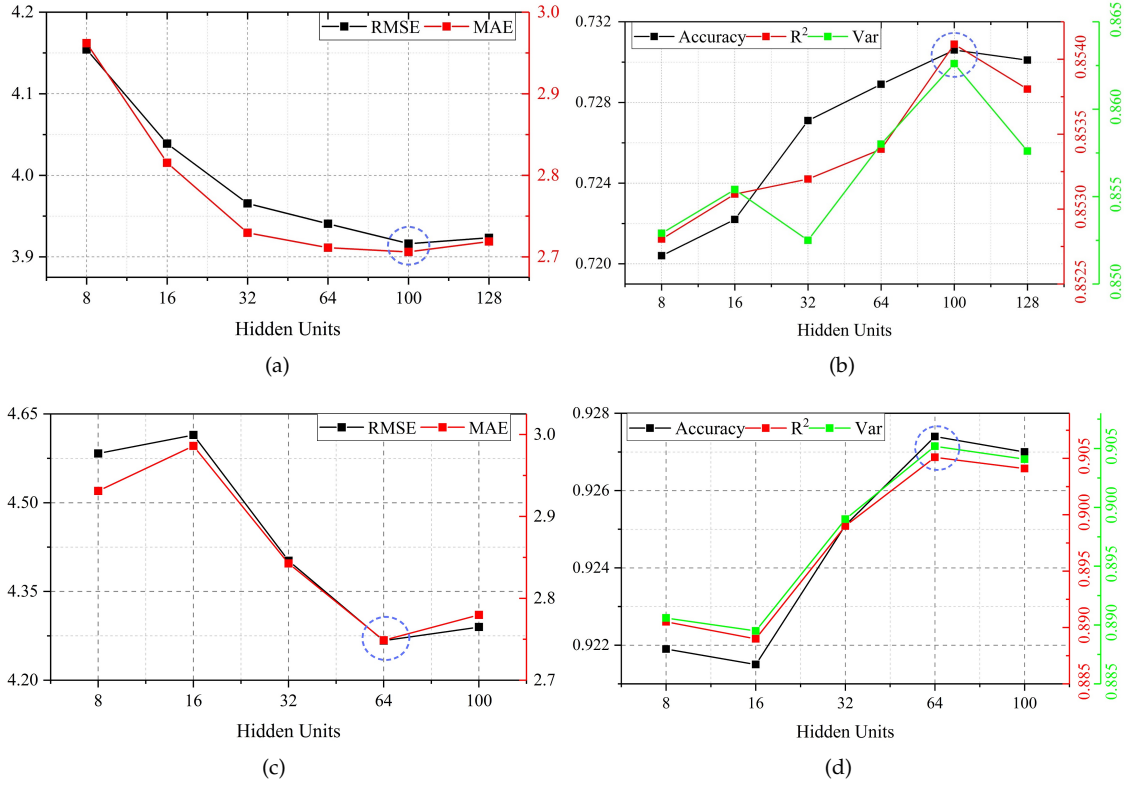 RMSE MAE
4.2
4.1
4.0
3.9
3.0
2.9
2.8
2.7
8 16 32 64 100 128
Hidden Units
(a)
Accuracy R² Var
0.732
0.728
0.724
0.720
0.8540
0.8535
0.8530
0.8525
0.865
0.860
0.855
0.850
8 16 32 64 100 128
Hidden Units
(b)
RMSE MAE
4.65
4.50
4.35
4.20
3.0
2.9
2.8
2.7
8 16 32 64 100
Hidden Units
(c)
Accuracy R² Var
0.928
0.926
0.924
0.922
0.905
0.900
0.895
0.890
0.885
0.905
0.900
0.895
0.890
0.885
8 16 32 64 100
Hidden Units
(d)